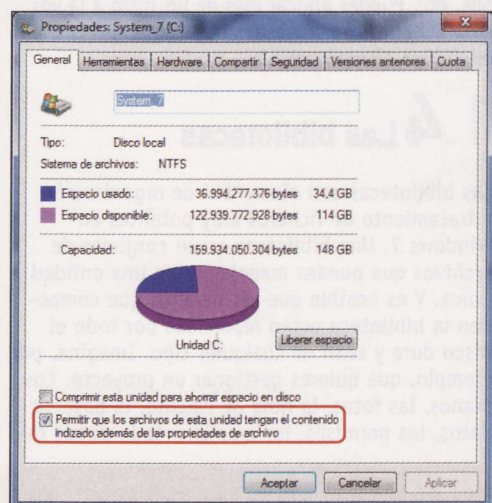 Propiedades: System_7 (C:)
General Herramientas Hardware Compartir Seguridad Versiones anteriores Cuota
System_7
Tipo: Disco local
Sistema de archivos: NTFS
Espacio usado: 36.994.277.376 bytes 34,4 GB
Espacio disponible: 122.939.772.928 bytes 114 GB
Capacidad: 159.934.050.304 bytes 148 GB
Unidad C: Liberar espacio
Comprimir esta unidad para ahorrar espacio en disco
Permitir que los archivos de esta unidad tengan el contenido
indizado además de las propiedades de archivo
Aceptar Cancelar Aplicar